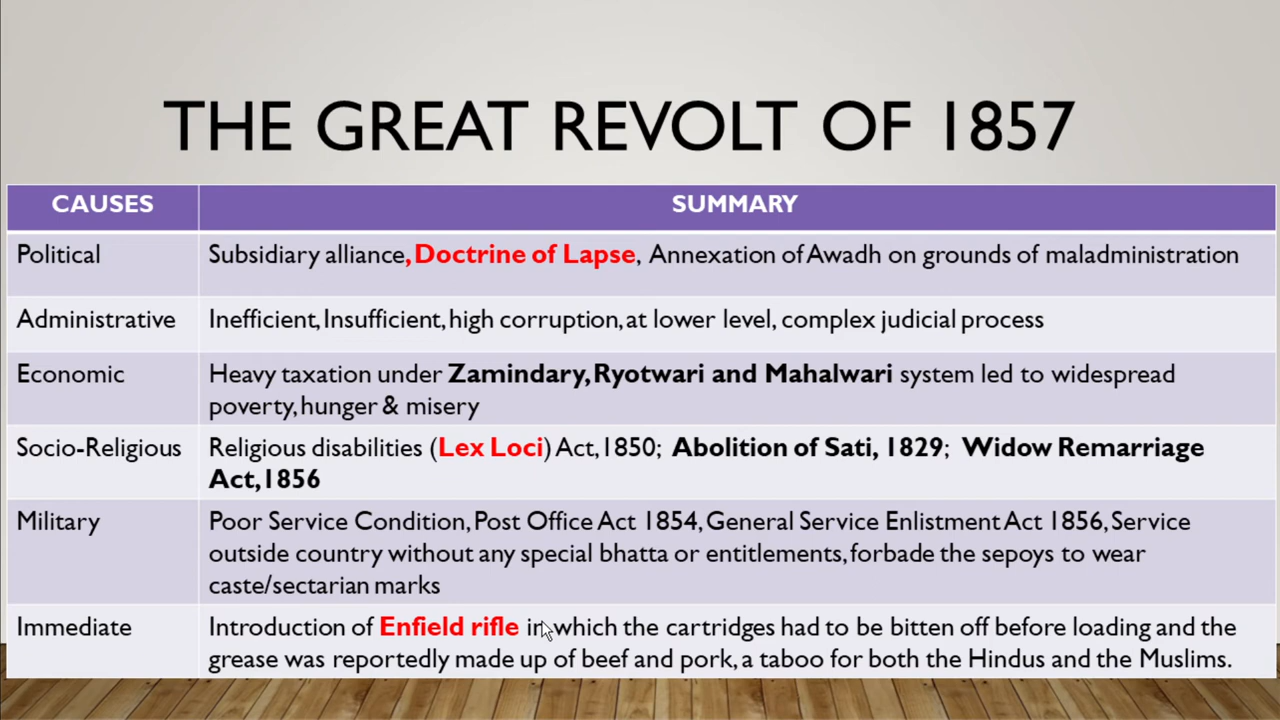 THE GREAT REVOLT OF 1857
CAUSES SUMMARY
Political Subsidiary alliance, Doctrine of Lapse, Annexation of Awadh on grounds of maladministration
Administrative Inefficient, Insufficient, high corruption, at lower level, complex judicial process
Economic Heavy taxation under Zamindary, Ryotwari and Mahalwari system led to widespread
poverty, hunger & misery
Socio-Religious Religious disabilities (Lex Loci) Act, 1850; Abolition of Sati, 1829; Widow Remarriage
Act, 1856
Military Poor Service Condition, Post Office Act 1854, General Service Enlistment Act 1856, Service
outside country without any special bhatta or entitlements, forbade the sepoys to wear
caste/sectarian marks
Immediate Introduction of Enfield rifle in which the cartridges had to be bitten off before loading and the
grease was reportedly made up of beef and pork, a taboo for both the Hindus and the Muslims.